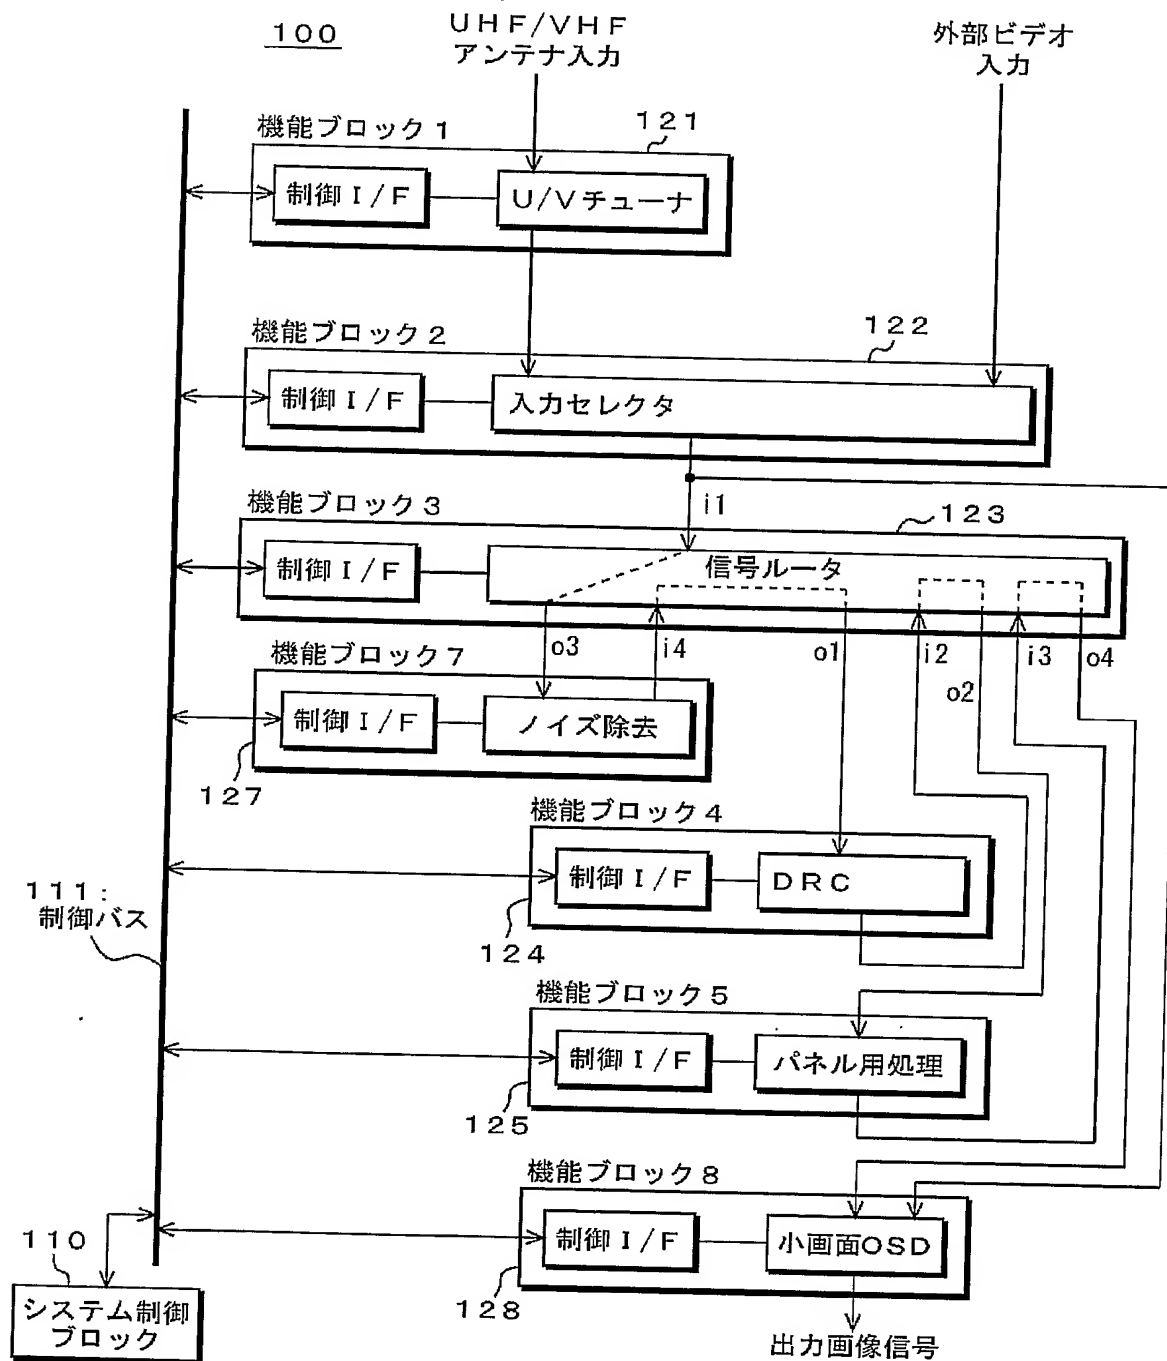 100
UHF/VHF
アンテナ入力
外部ビデオ
入力
機能ブロック1
121
制御I/F
U/Vチューナ
機能ブロック2
122
制御I/F
入力セレクタ
i1
機能ブロック3
123
制御I/F
信号ルータ
o3
i4
o1
i2
o2
i3
o4
機能ブロック7
制御I/F
ノイズ除去
127
機能ブロック4
制御I/F
DRC
124
111:
制御バス
機能ブロック5
制御I/F
パネル用処理
125
機能ブロック8
制御I/F
小画面OSD
128
110
システム制御
ブロック
出力画像信号